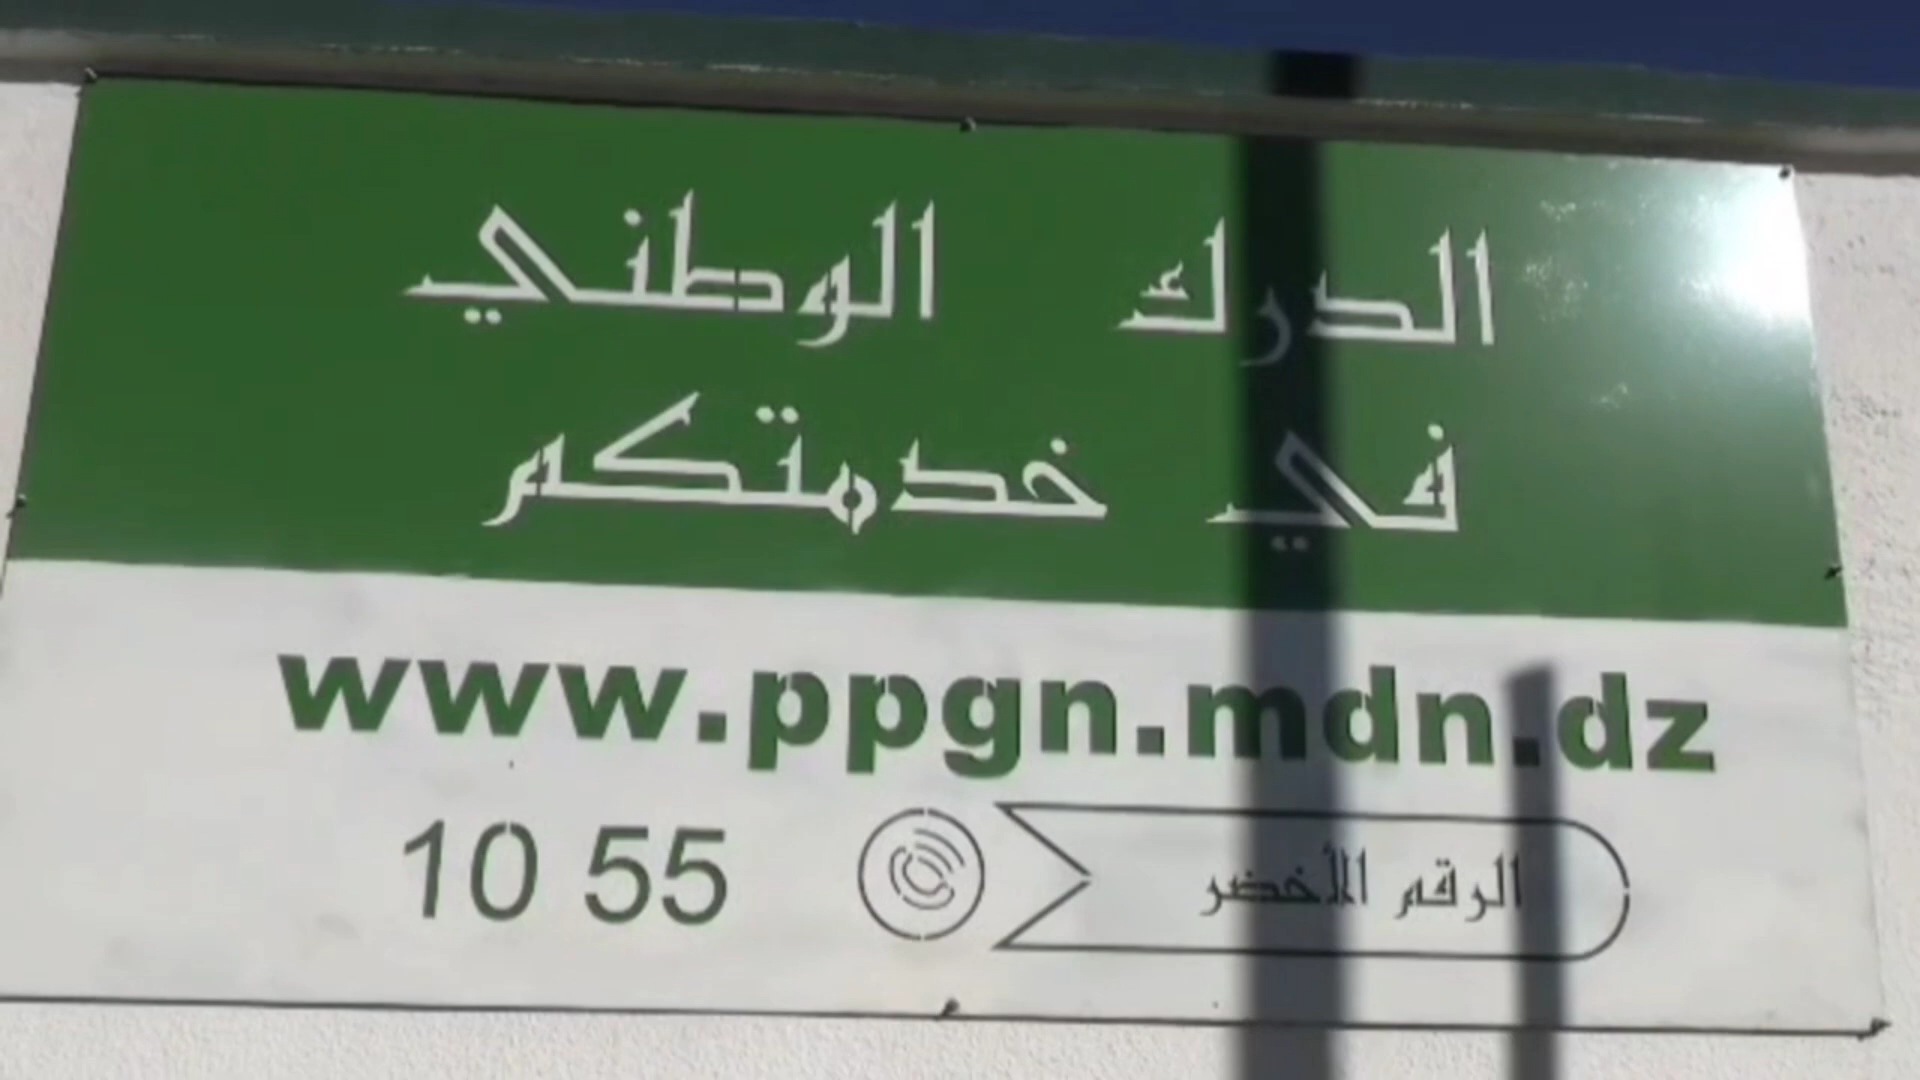 الدرك الوطني
في خدمتكم
www.ppgn.mdn.dz
الرقم الأخضر 10 55